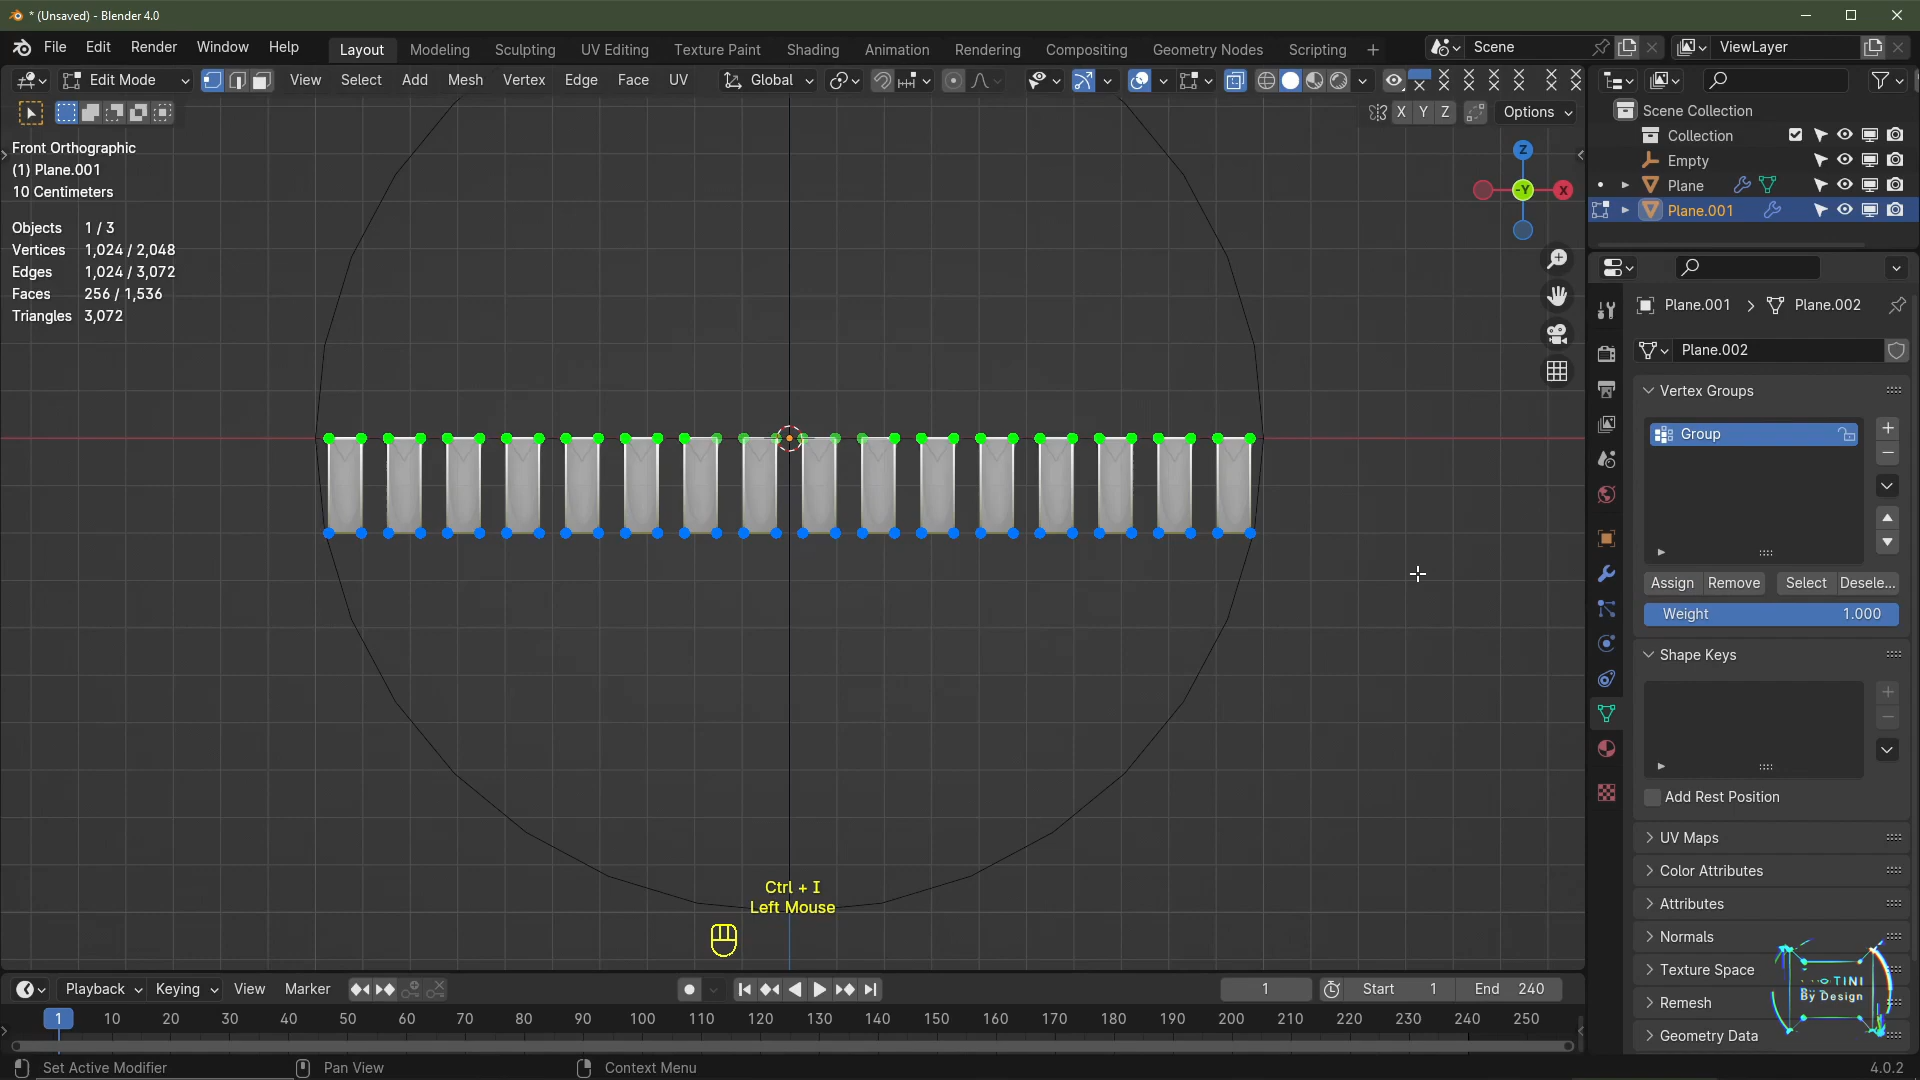 * (Unsaved) - Blender 4.0
File Edit Render Window Help
Layout Modeling Sculpting UV Editing Texture Paint Shading Animation Rendering Compositing Geometry Nodes Scripting +
Scene
ViewLayer
Edit Mode
View Select Add Mesh Vertex Edge Face UV
Global
X Y Z
Options
Front Orthographic
(1) Plane.001
10 Centimeters
Objects 1 / 3
Vertices 1,024 / 2,048
Edges 1,024 / 3,072
Faces 256 / 1,536
Triangles 3,072
Z
-Y
X
Ctrl + I
Left Mouse
Scene Collection
Collection
Empty
Plane
Plane.001
Plane.001 > Plane.002
Plane.002
Vertex Groups
Group
Assign Remove Select Desele...
Weight 1.000
Shape Keys
Add Rest Position
UV Maps
Color Attributes
Attributes
Normals
Texture Space
Remesh
Geometry Data
By Design
Playback Keying View Marker
1
Start 1
End 240
1 10 20 30 40 50 60 70 80 90 100 110 120 130 140 150 160 170 180 190 200 210 220 230 240 250
Set Active Modifier
Pan View
Context Menu
4.0.2